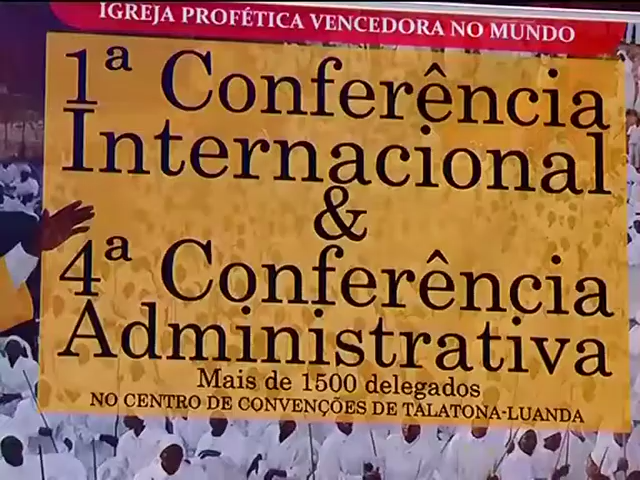 IGREJA PROFÉTICA VENCEDORA NO MUNDO
1ª Conferência
Internacional
&
4ª Conferência
Administrativa
Mais de 1500 delegados
NO CENTRO DE CONVENÇÕES DE TALATONA-LUANDA